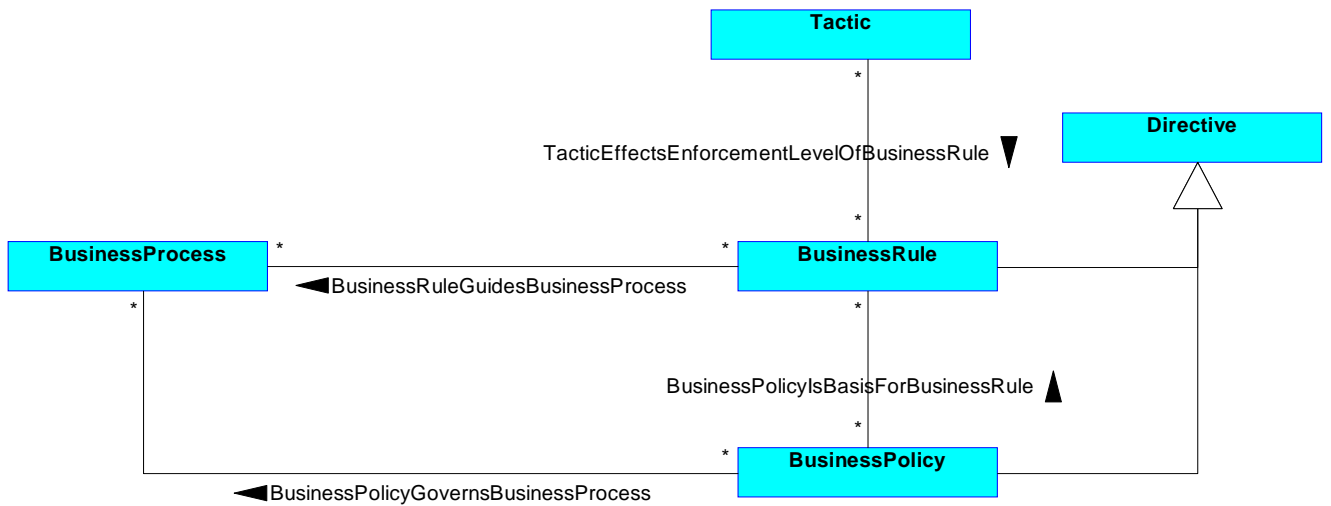 Tactic
*
Directive
TacticEffectsEnforcementLevelOfBusinessRule
*
BusinessProcess
*
*
BusinessRule
BusinessRuleGuidesBusinessProcess
*
*
BusinessPolicyIsBasisForBusinessRule
*
*
BusinessPolicy
BusinessPolicyGovernsBusinessProcess